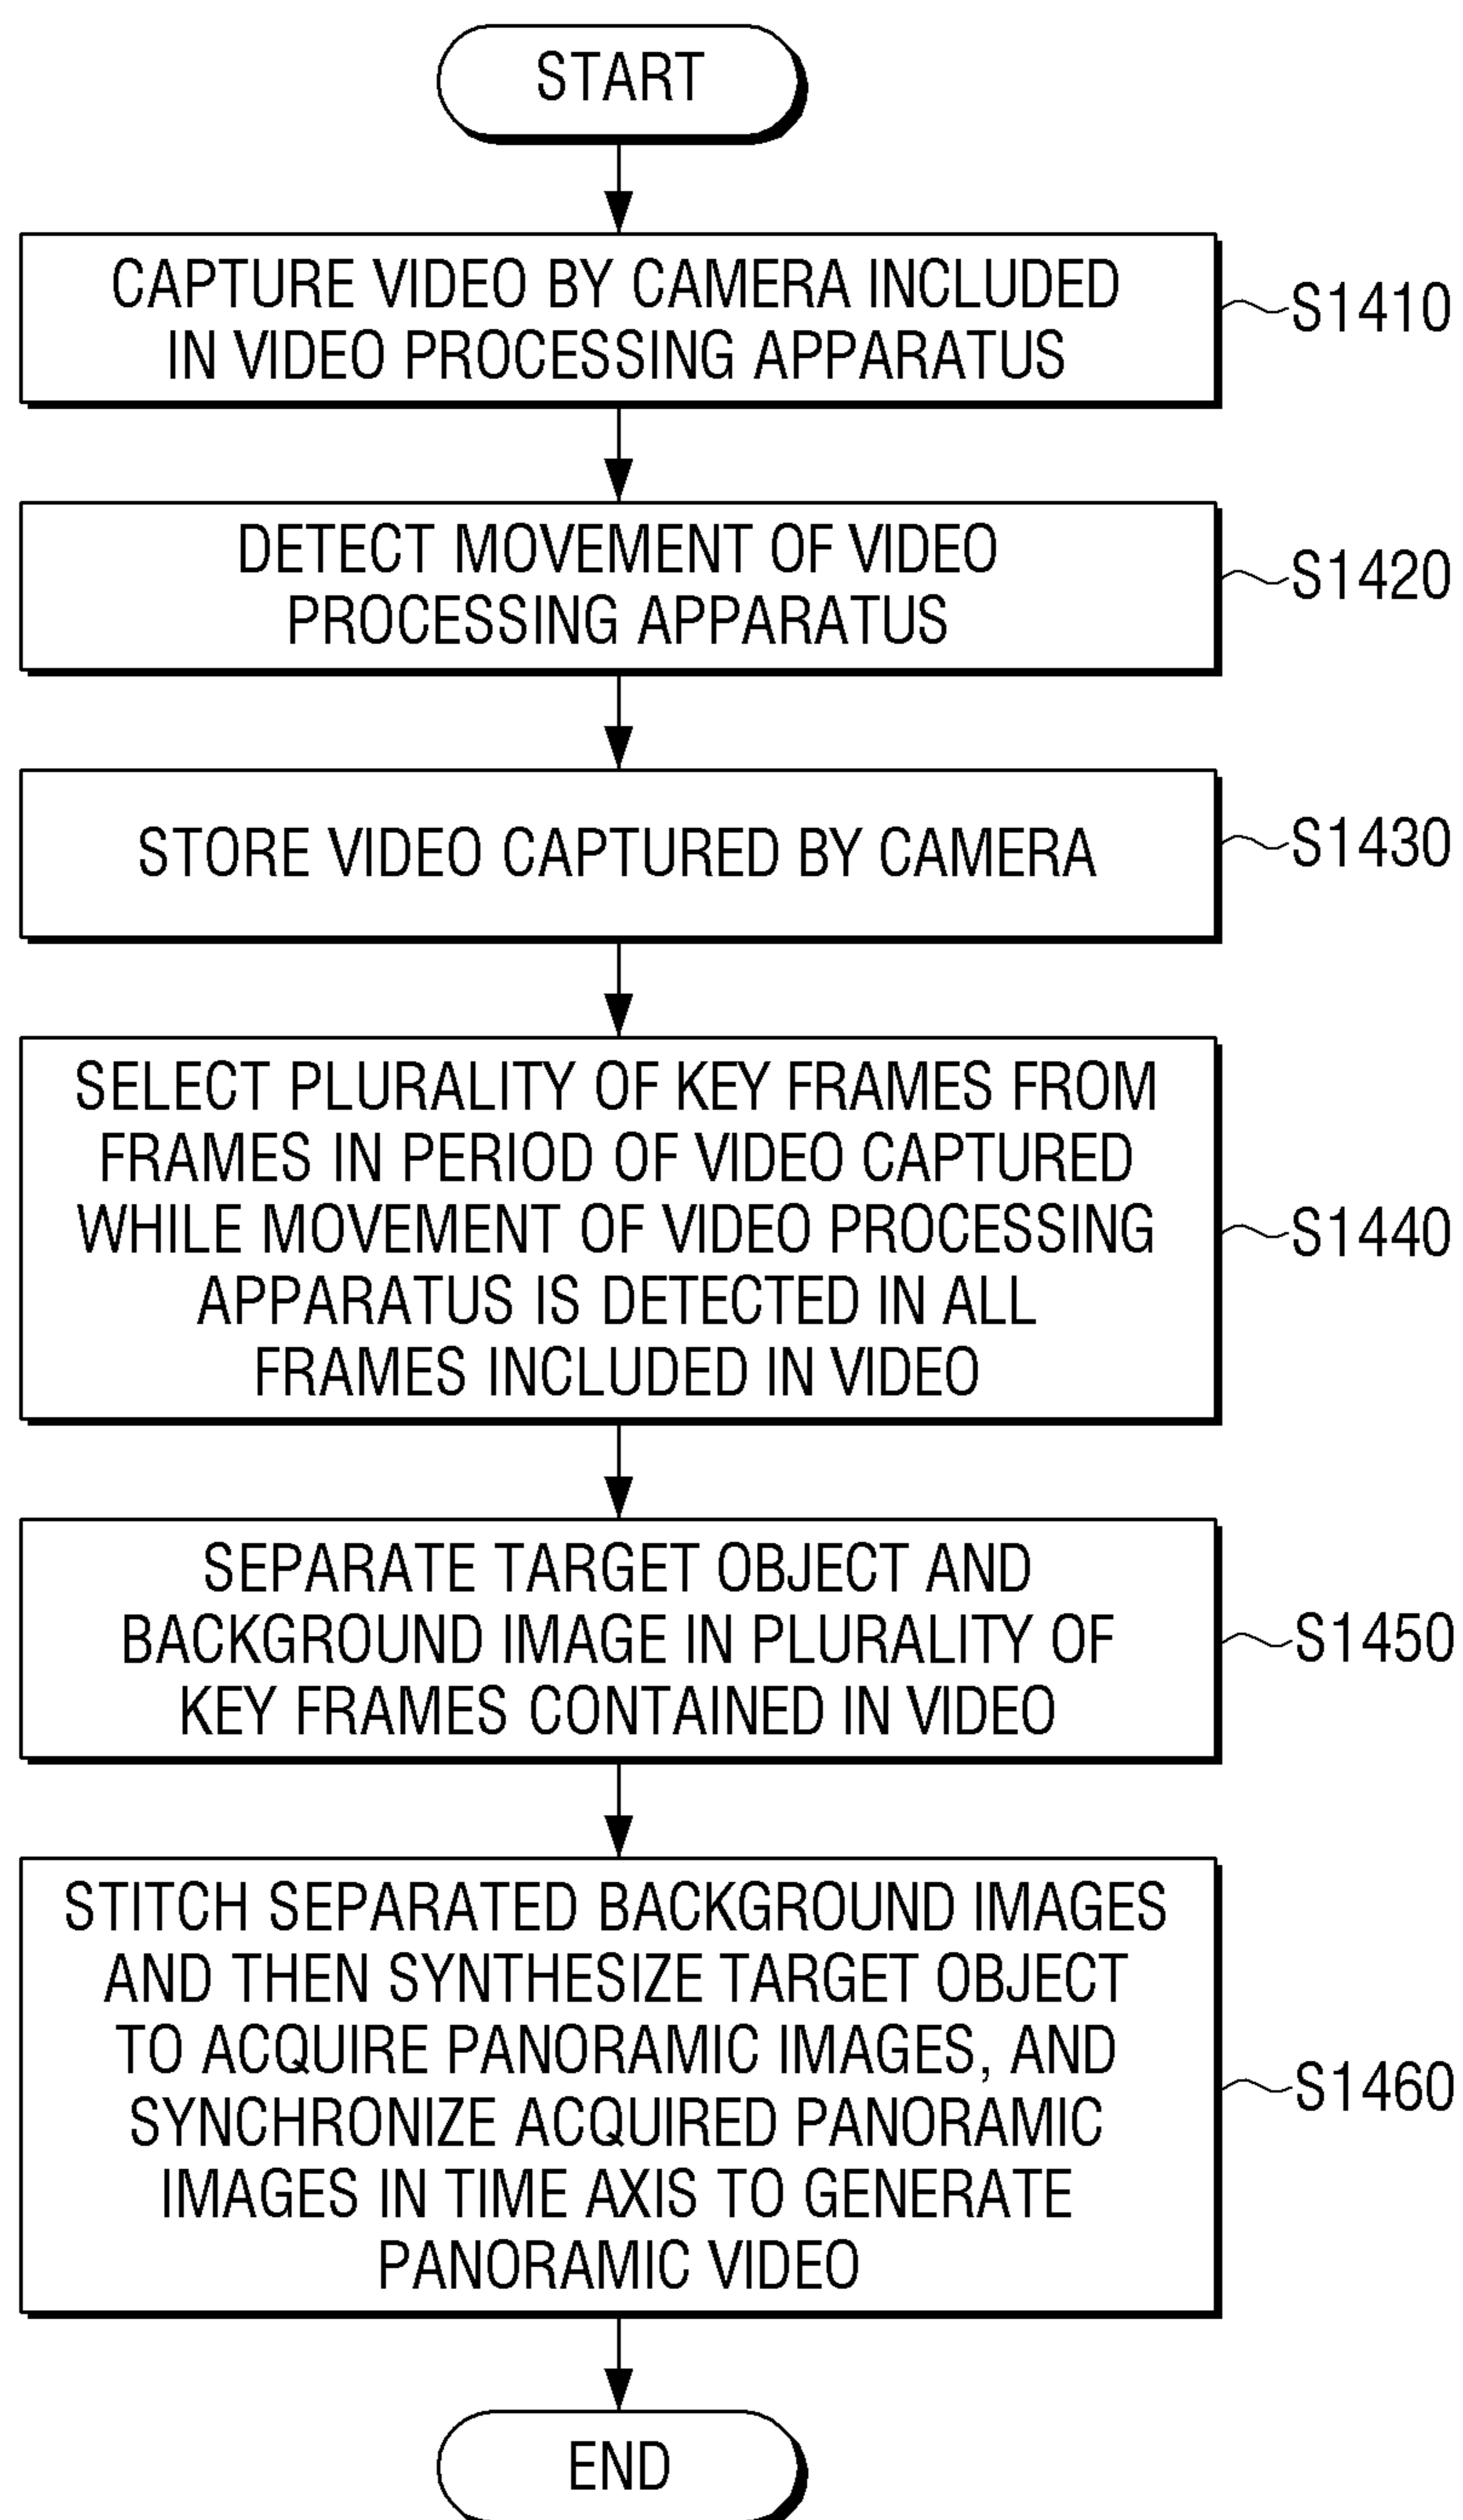 START
CAPTURE VIDEO BY CAMERA INCLUDED
IN VIDEO PROCESSING APPARATUS
S1410
DETECT MOVEMENT OF VIDEO
PROCESSING APPARATUS
S1420
STORE VIDEO CAPTURED BY CAMERA
S1430
SELECT PLURALITY OF KEY FRAMES FROM
FRAMES IN PERIOD OF VIDEO CAPTURED
WHILE MOVEMENT OF VIDEO PROCESSING
APPARATUS IS DETECTED IN ALL
FRAMES INCLUDED IN VIDEO
S1440
SEPARATE TARGET OBJECT AND
BACKGROUND IMAGE IN PLURALITY OF
KEY FRAMES CONTAINED IN VIDEO
S1450
STITCH SEPARATED BACKGROUND IMAGES
AND THEN SYNTHESIZE TARGET OBJECT
TO ACQUIRE PANORAMIC IMAGES, AND
SYNCHRONIZE ACQUIRED PANORAMIC
IMAGES IN TIME AXIS TO GENERATE
PANORAMIC VIDEO
S1460
END